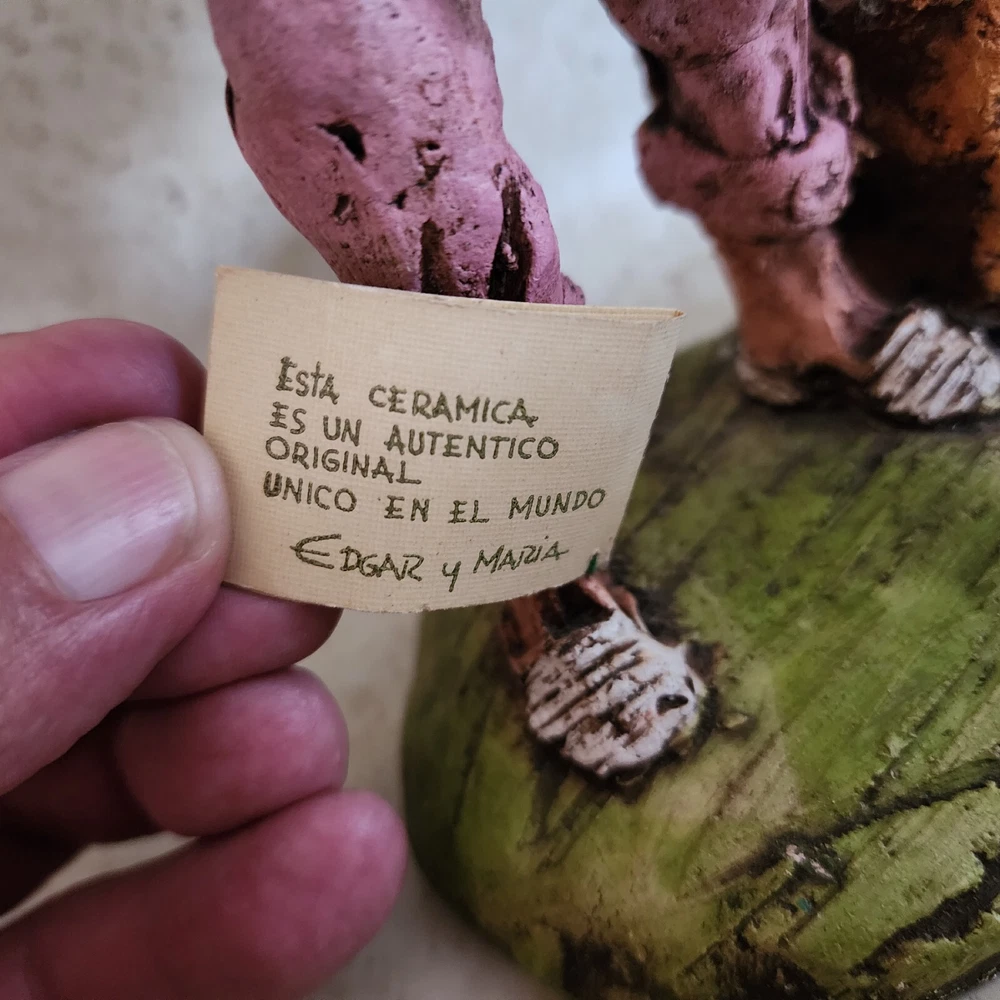 Esta CERAMICA
ES UN AUTENTICO
ORIGINAL
UNICO EN EL MUNDO
EDGAR y MARIA